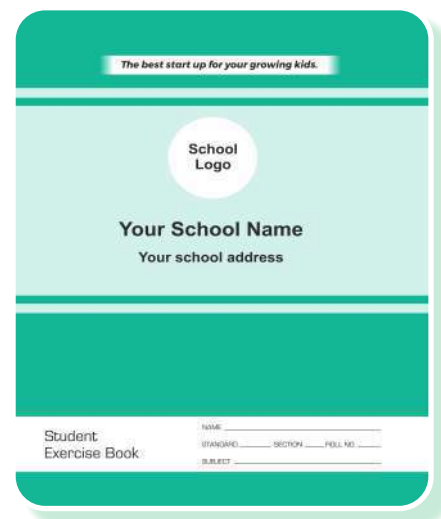 The best start up for your growing kids.
School
Logo
Your School Name
Your school address
Student
Exercise Book
NAME
STANDARD SECTION ROLL NO.
SUBJECT